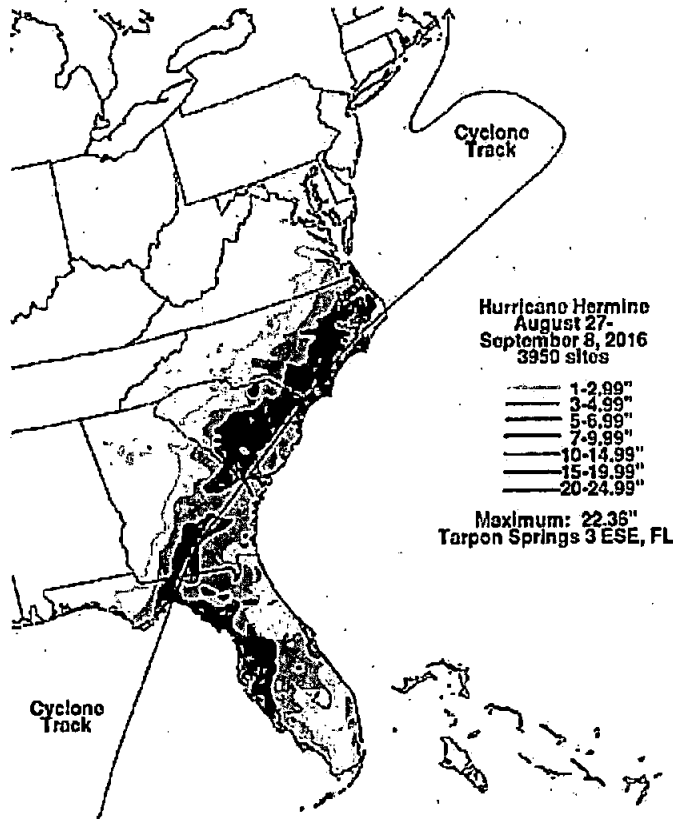 Cyclone
Track
Hurricane Hermine
August 27-
September 8, 2016
3950 sites
1-2.99"
3-4.99"
5-6.99"
7-9.99"
10-14.99"
15-19.99"
20-24.99"
Maximum: 22.36"
Tarpon Springs 3 ESE, FL
Cyclone
Track